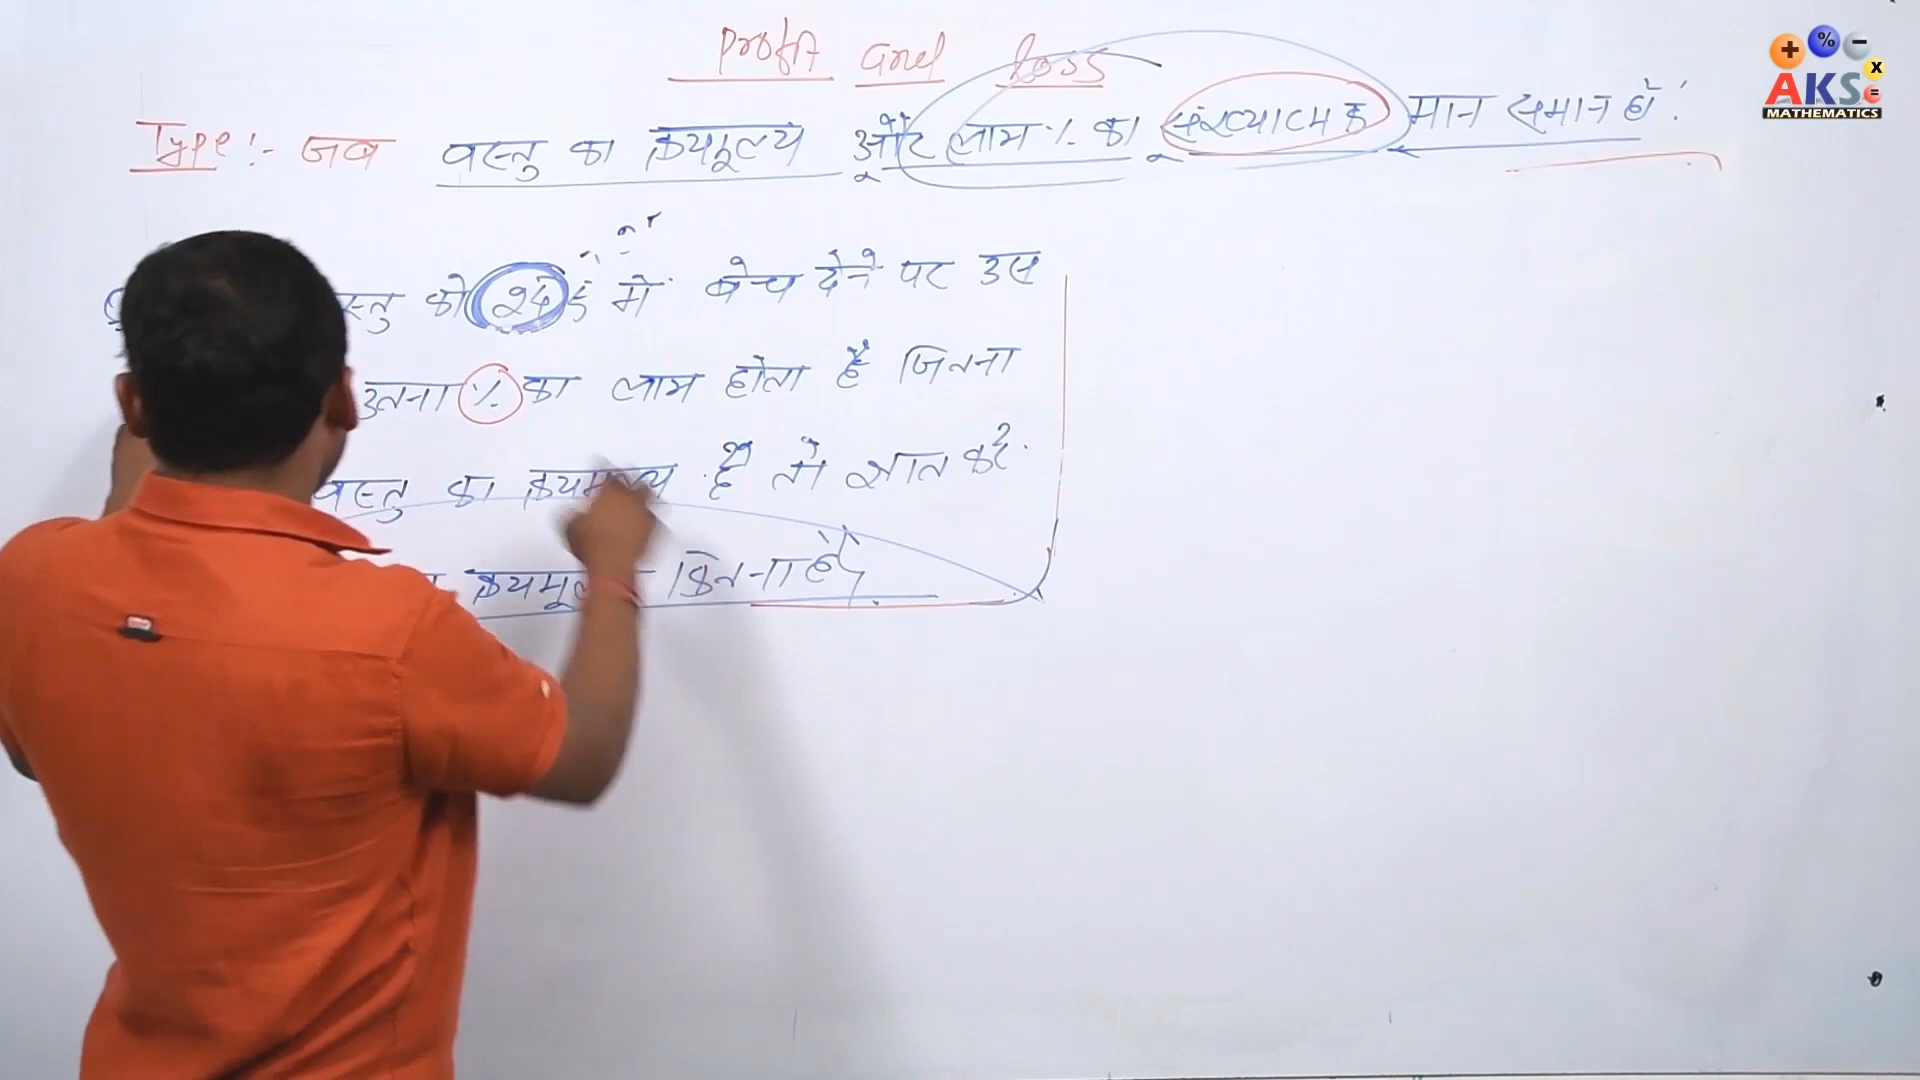 Profit and loss
Type :- जब वस्तु का क्रयमूल्य और लाभ % का संख्यात्मक मान समान हो :
स्तु को 24 रू में बेच देने पर उस
उतना % का लाभ होता है जितना
वस्तु का क्रयमूल्य है तो ज्ञात करे
क्रयमूल्य कितना है
+ % - x =
AKS
MATHEMATICS